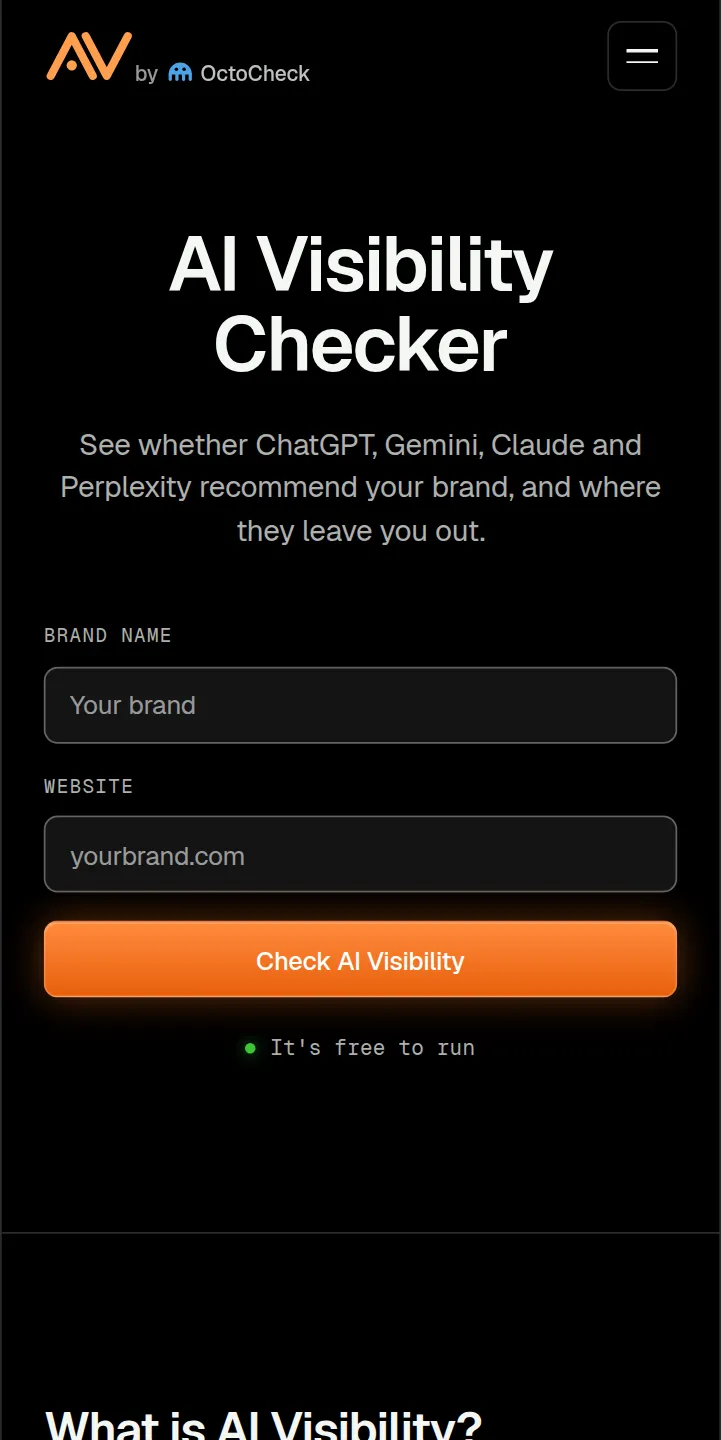 AV by OctoCheck
AI Visibility
Checker
See whether ChatGPT, Gemini, Claude and
Perplexity recommend your brand, and where
they leave you out.
BRAND NAME
Your brand
WEBSITE
yourbrand.com
Check AI Visibility
It's free to run
What is AI Visibility?